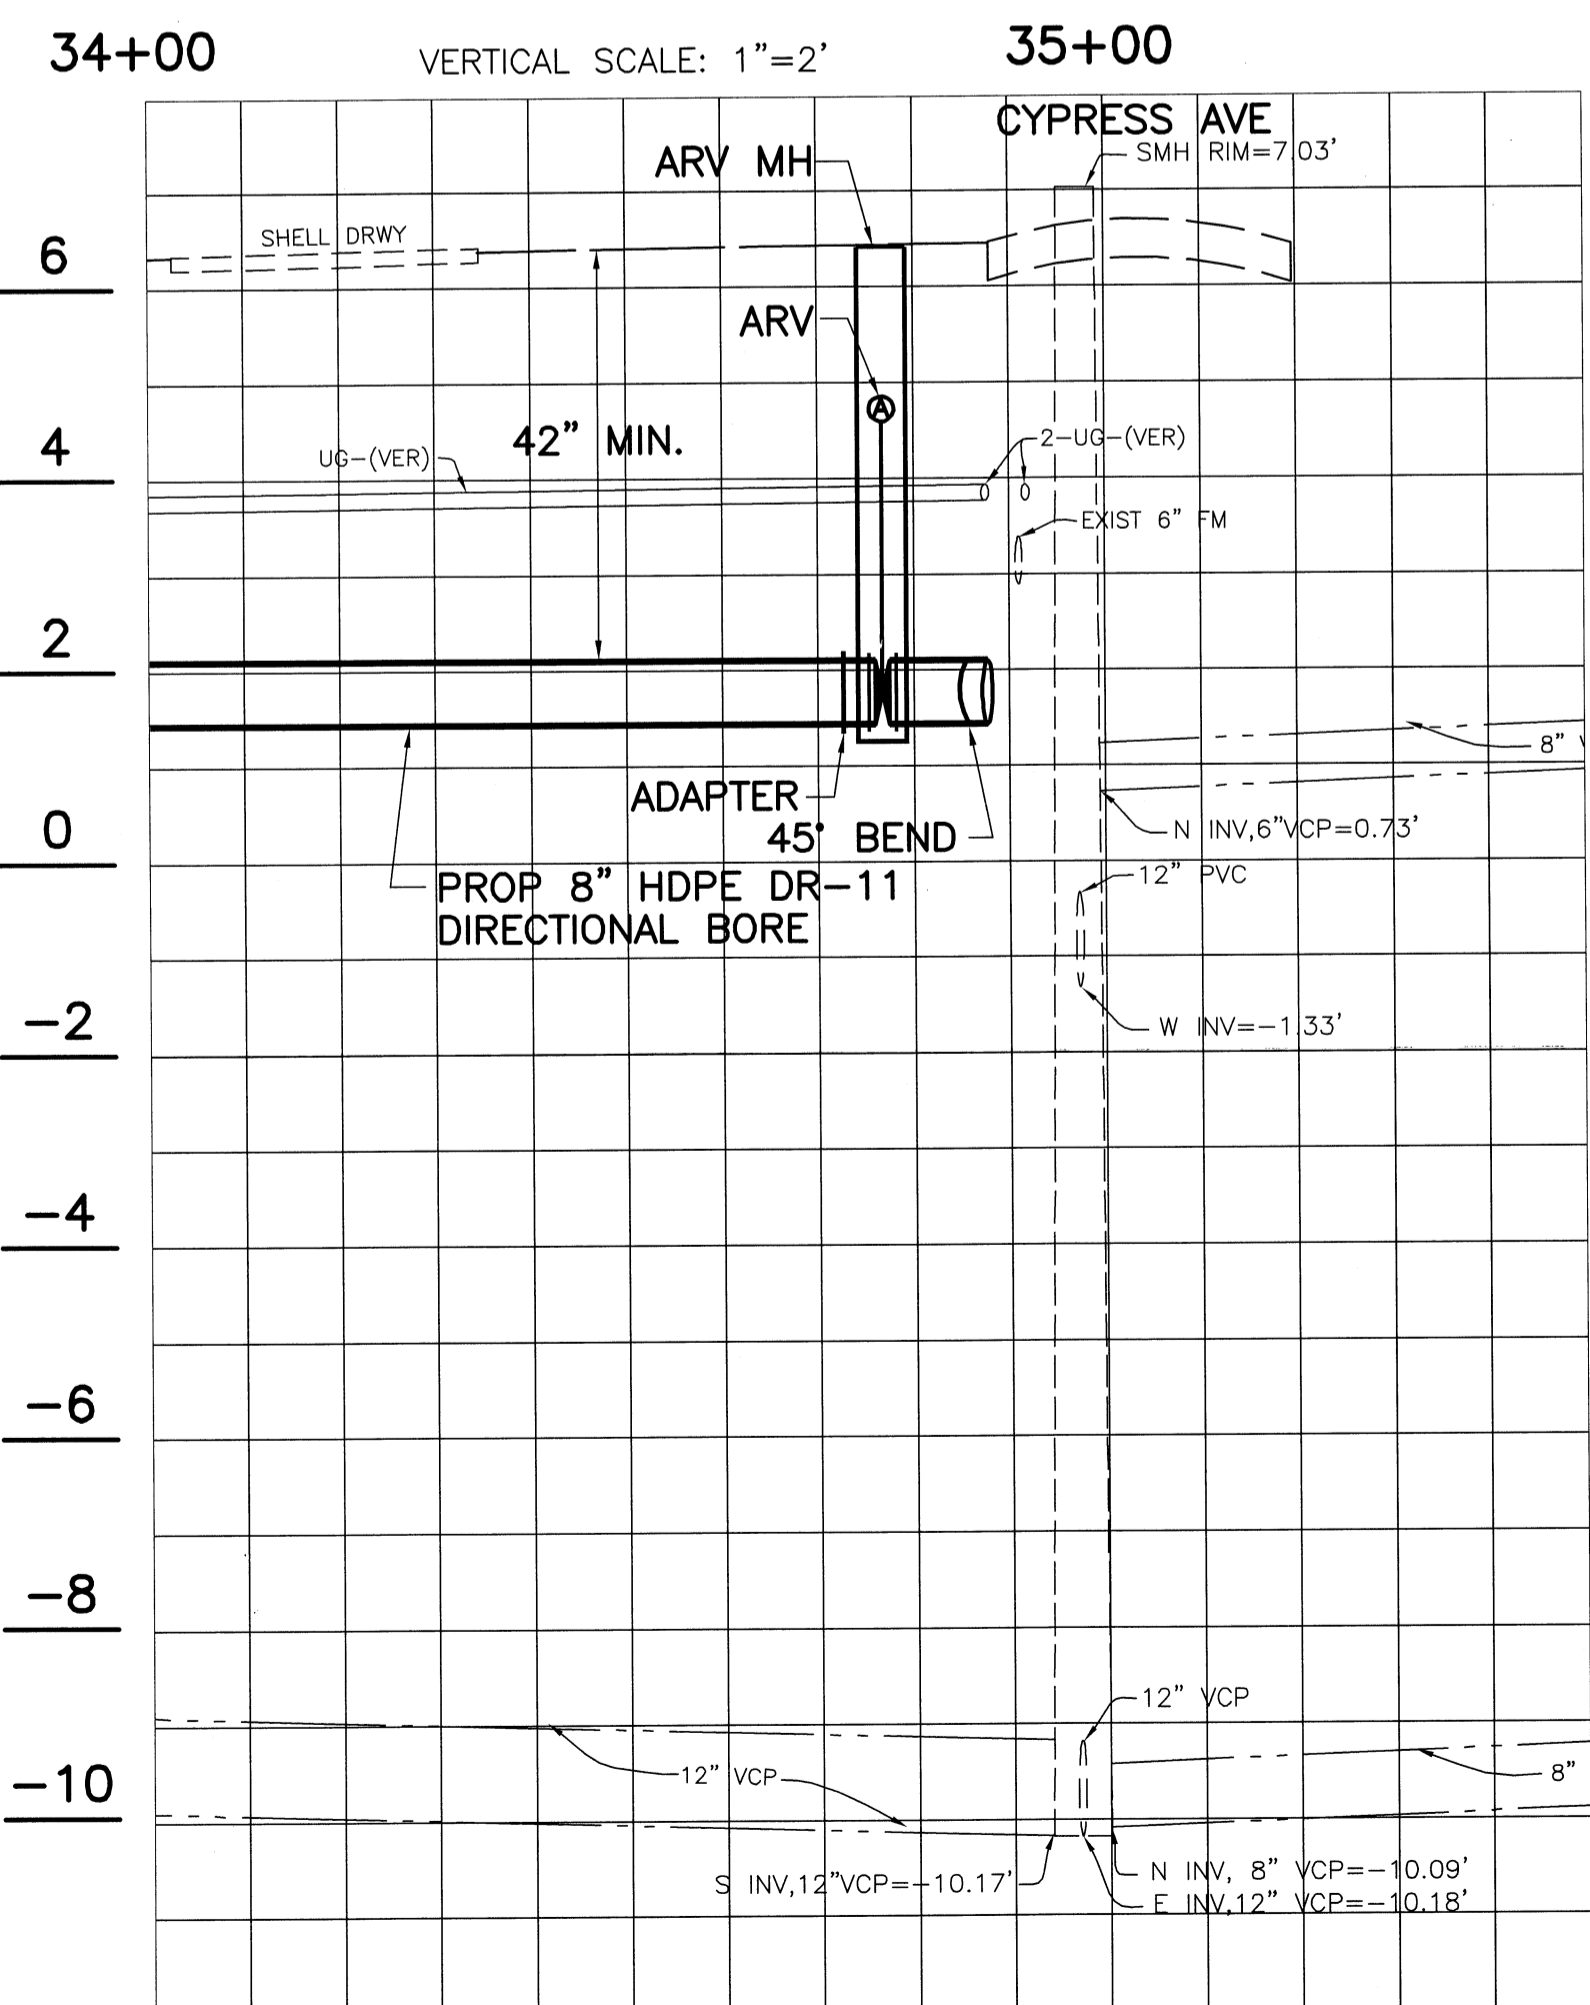 34+00
VERTICAL SCALE: 1"=2'
35+00
CYPRESS AVE
SMH RIM=7.03'
ARV MH
SHELL DRWY
6
ARV
4
42" MIN.
UG-(VER)
2-UG-(VER)
EXIST 6" FM
A
2
8"
ADAPTER
45° BEND
N INV,6"VCP=0.73'
0
PROP 8" HDPE DR-11
DIRECTIONAL BORE
12" PVC
-2
W INV=-1.33'
-4
-6
-8
12" VCP
-10
12" VCP
8"
S INV,12"VCP=-10.17'
N INV, 8" VCP=-10.09'
E INV,12" VCP=-10.18'